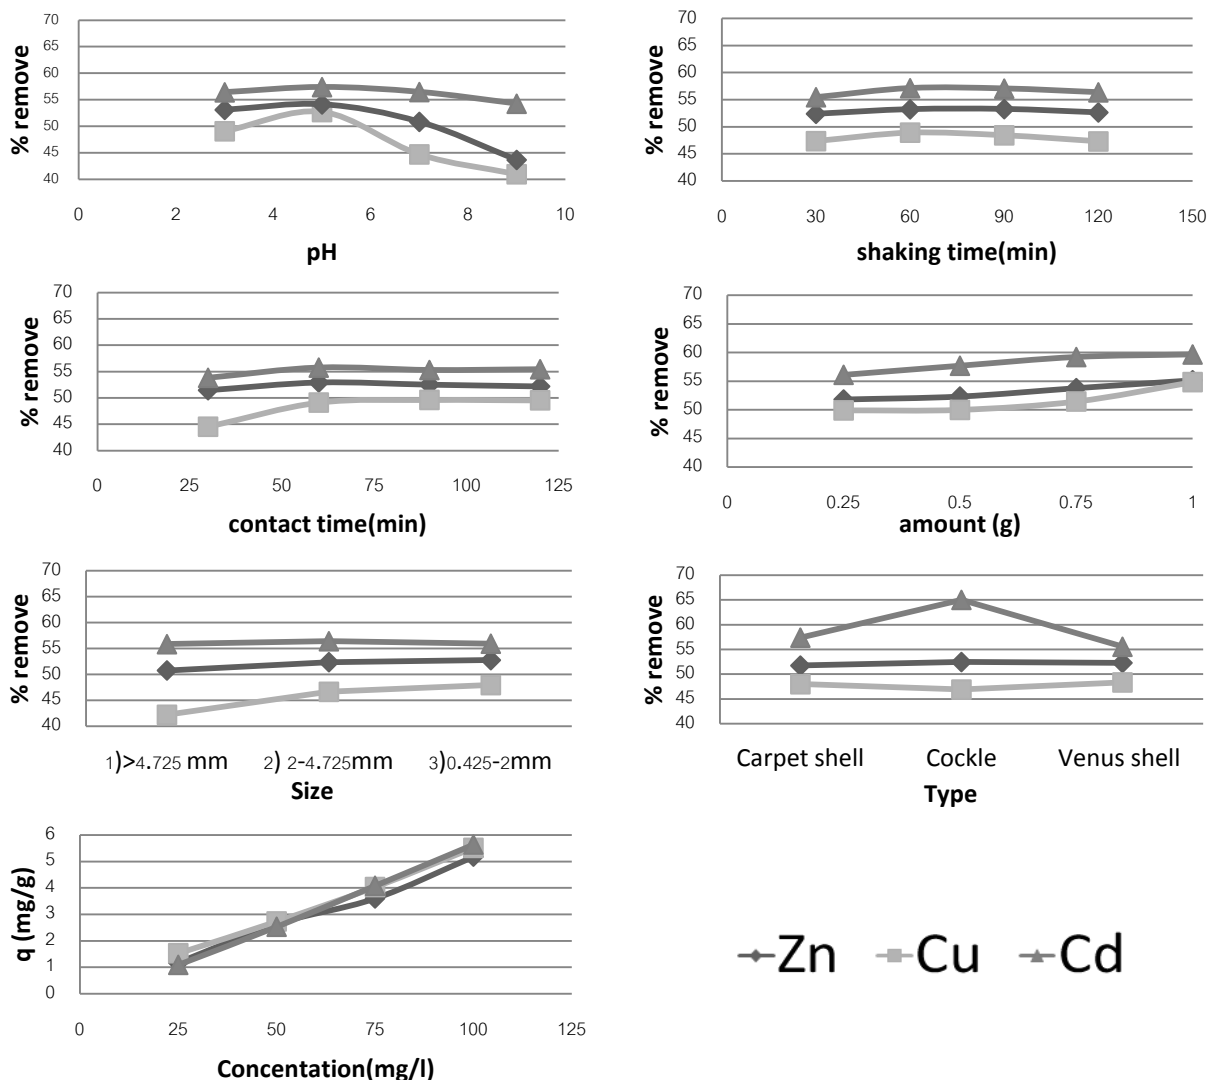 % remove
70
65
60
55
50
45
40
0 2 4 6 8 10
pH
% remove
70
65
60
55
50
45
40
0 30 60 90 120 150
shaking time(min)
% remove
70
65
60
55
50
45
40
0 25 50 75 100 125
contact time(min)
% remove
70
65
60
55
50
45
40
0 0.25 0.5 0.75 1
amount (g)
% remove
70
65
60
55
50
45
40
1)>4.725 mm 2) 2-4.725mm 3)0.425-2mm
Size
% remove
70
65
60
55
50
45
40
Carpet shell Cockle Venus shell
Type
q (mg/g)
6
5
4
3
2
1
0
0 25 50 75 100 125
Concentation(mg/l)
Zn Cu Cd